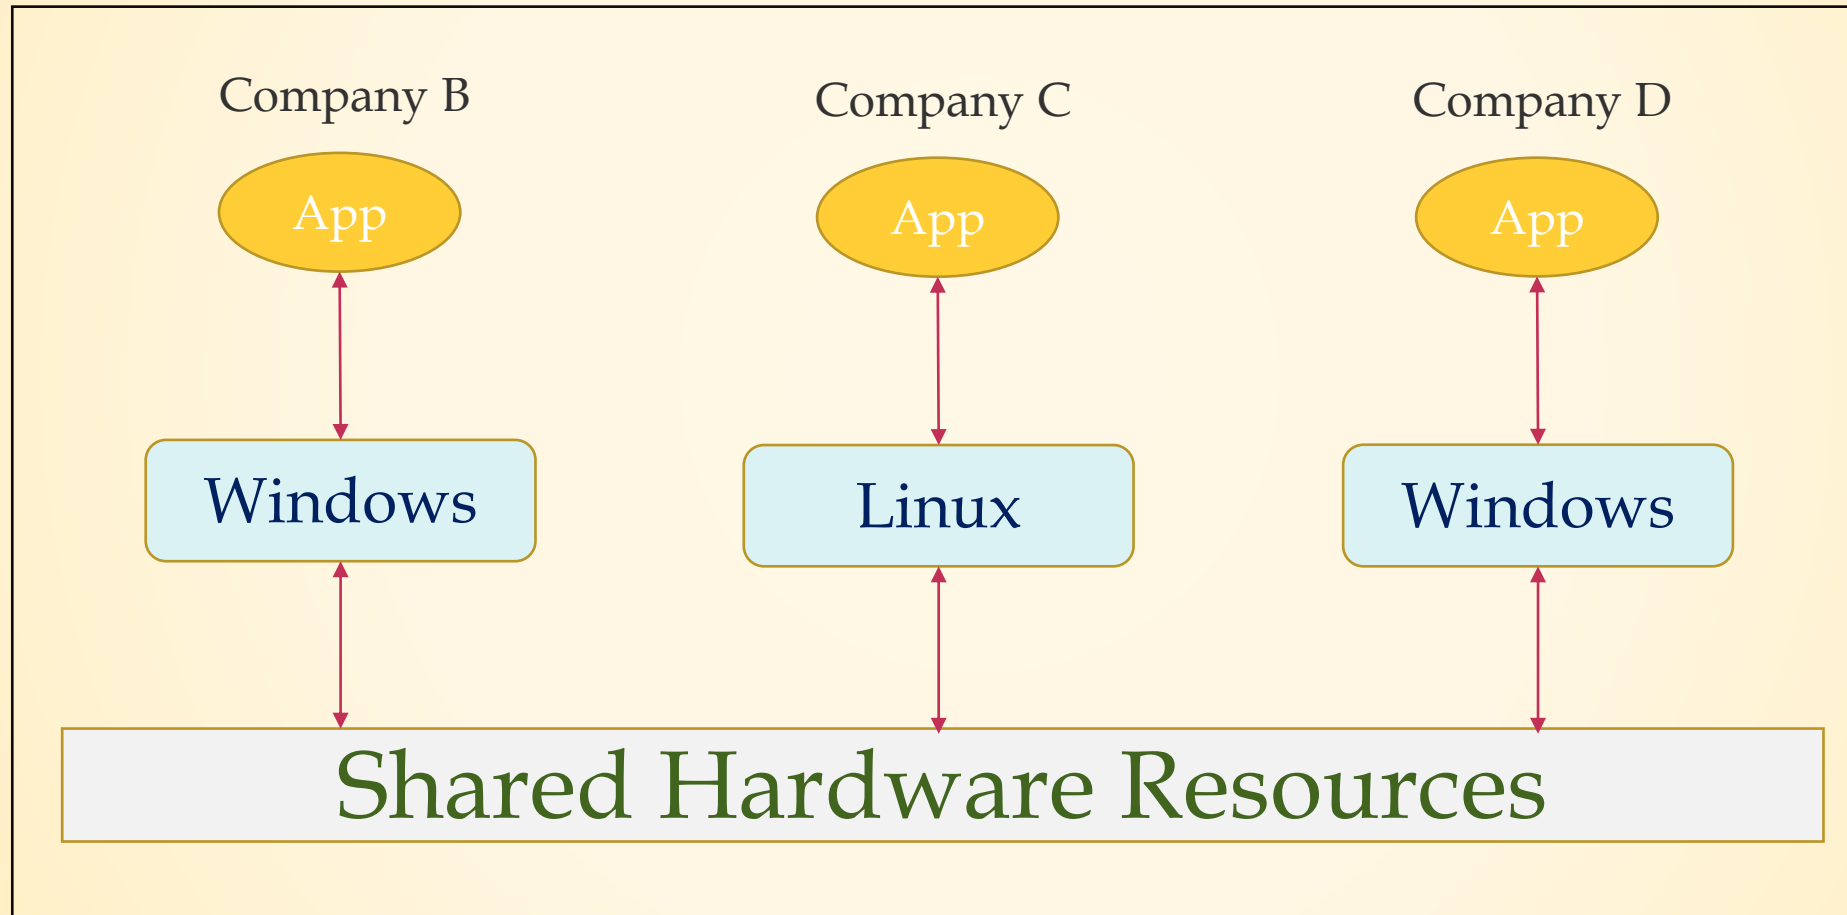 Company B
Company C
Company D
App
App
App
Windows
Linux
Windows
Shared Hardware Resources